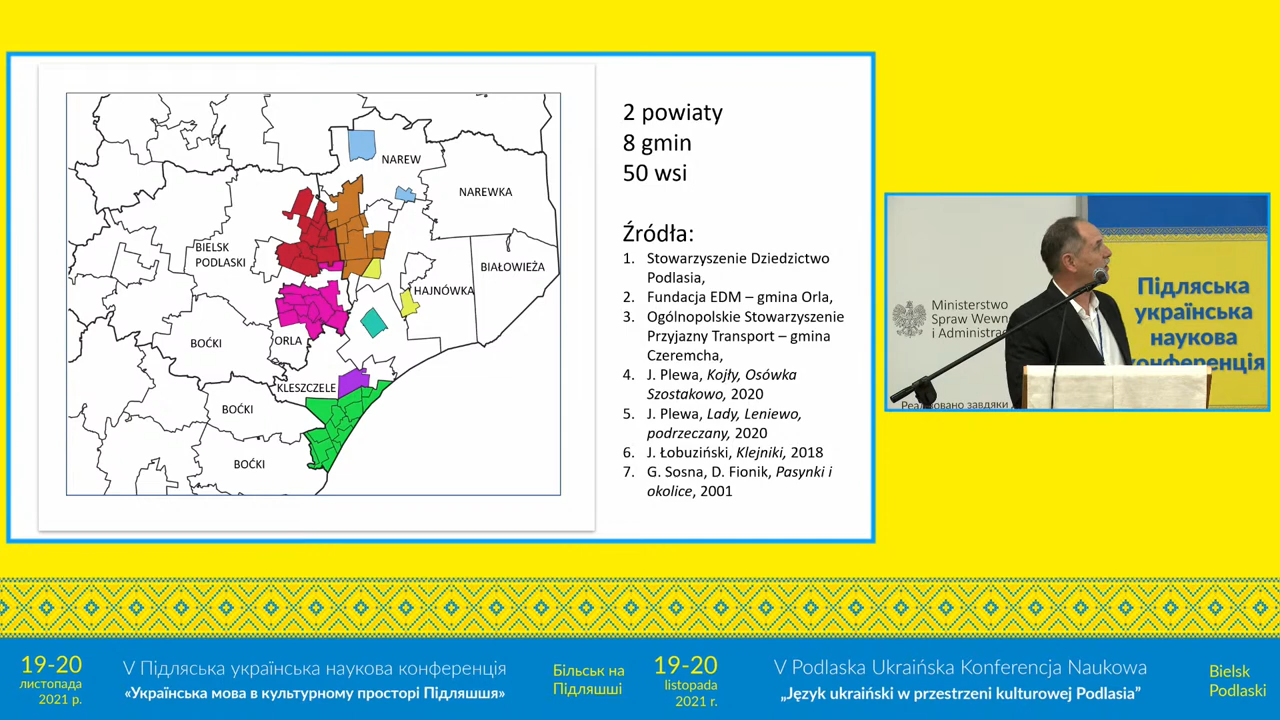 NAREW
NAREWKA
BIELSK
PODLASKI
BIAŁOWIEŻA
HAJNÓWKA
BOĆKI
ORLA
KLESZCZELE
BOĆKI
BOĆKI
2 powiaty
8 gmin
50 wsi
Źródła:
1. Stowarzyszenie Dziedzictwo
Podlasia,
2. Fundacja EDM – gmina Orla,
3. Ogólnopolskie Stowarzyszenie
Przyjazny Transport – gmina
Czeremcha,
4. J. Plewa, Kojły, Osówka
Szostakowo, 2020
5. J. Plewa, Lady, Leniewo,
podrzeczany, 2020
6. J. Łobuziński, Klejniki, 2018
7. G. Sosna, D. Fionik, Pasynki i
okolice, 2001
Ministerstwo
Spraw Wewn
i Administrac
Підляська
українська
наукова
конференція
завдяки
19-20
листопада
2021 р.
V Підляська українська наукова конференція
«Українська мова в культурному просторі Підляшшя»
Більськ на
Підляшші
19-20
listopada
2021 r.
V Podlaska Ukraińska Konferencja Naukowa
„Język ukraiński w przestrzeni kulturowej Podlasia”
Bielsk
Podlaski